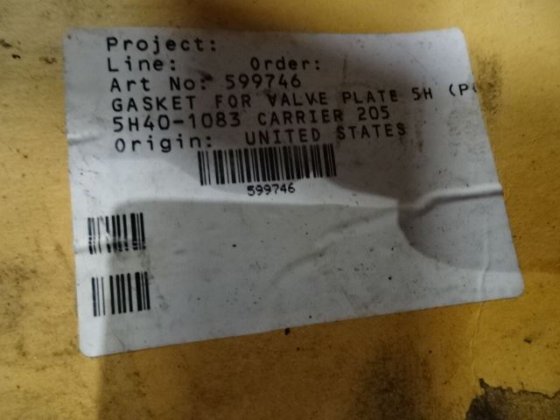 Project:
Line: Order:
Art No: 599746
GASKET FOR VALVE PLATE 5H (P
5H40-1083 CARRIER 205
Origin: UNITED STATES
599746